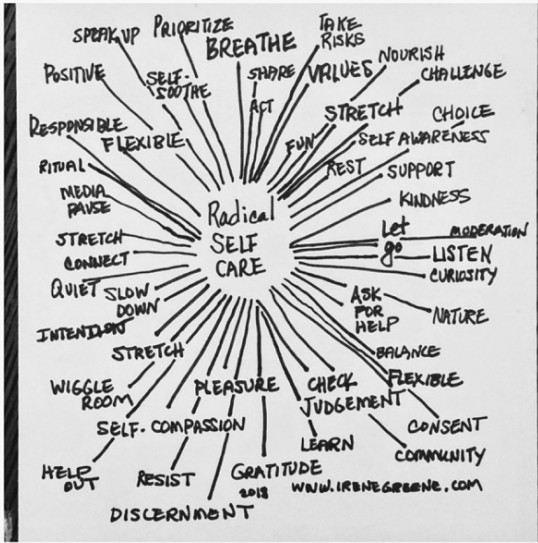 SPEAK UP
PRIORITIZE
BREATHE
TAKE
RISKS
NOURISH
POSITIVE
SELF-
SOOTHE
SHARE
VALUES
CHALLENGE
ACT
STRETCH
CHOICE
RESPONSIBLE
FLEXIBLE
FUN
SELF AWARENESS
RITUAL
REST
SUPPORT
MEDIA
PAUSE
KINDNESS
Radical
SELF
CARE
STRETCH
Let
go
MODERATION
CONNECT
LISTEN
QUIET
CURIOSITY
SLOW
DOWN
ASK
FOR
HELP
NATURE
INTENTION
STRETCH
BALANCE
WIGGLE
ROOM
PLEASURE
CHECK
JUDGEMENT
FLEXIBLE
SELF-COMPASSION
CONSENT
LEARN
COMMUNITY
HELP
OUT
RESIST
GRATITUDE
2018
WWW.IRENEGREENE.COM
DISCERNMENT